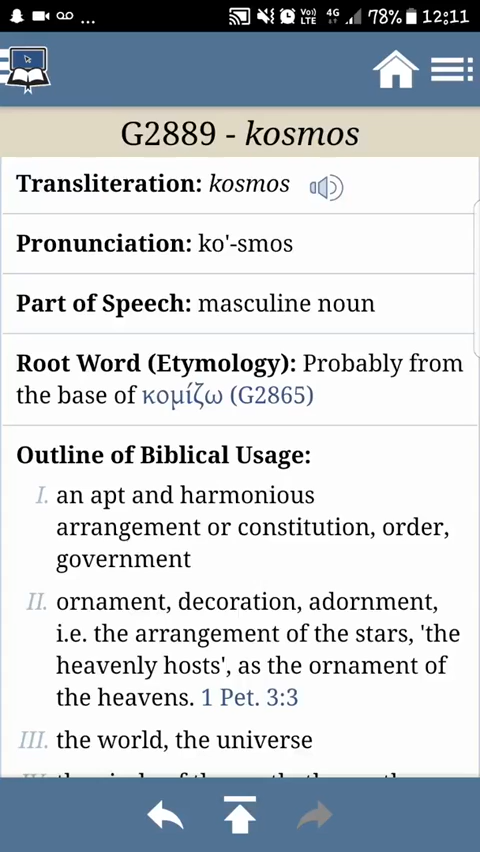 78% 12:11
G2889 - kosmos
Transliteration: kosmos
Pronunciation: ko'-smos
Part of Speech: masculine noun
Root Word (Etymology): Probably from
the base of κομίζω (G2865)
Outline of Biblical Usage:
I. an apt and harmonious
arrangement or constitution, order,
government
II. ornament, decoration, adornment,
i.e. the arrangement of the stars, 'the
heavenly hosts', as the ornament of
the heavens. 1 Pet. 3:3
III. the world, the universe